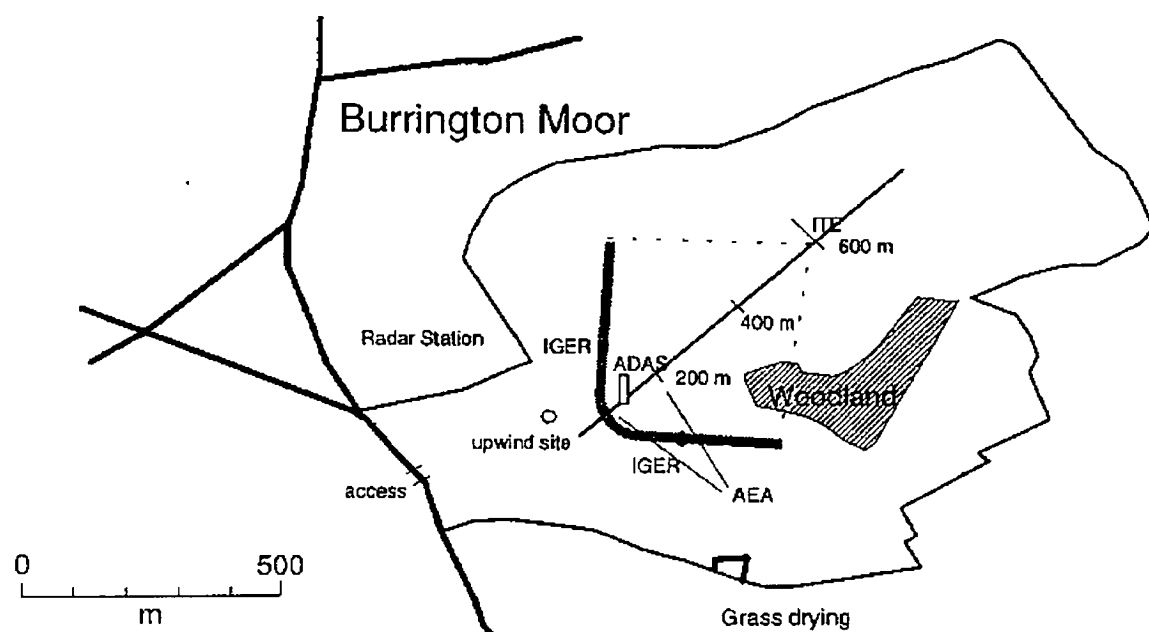 Burrington Moor
ITE
600 m
400 m
Radar Station
IGER
ADAS
200 m
Woodland
upwind site
IGER
access
AEA
0 500
m
Grass drying